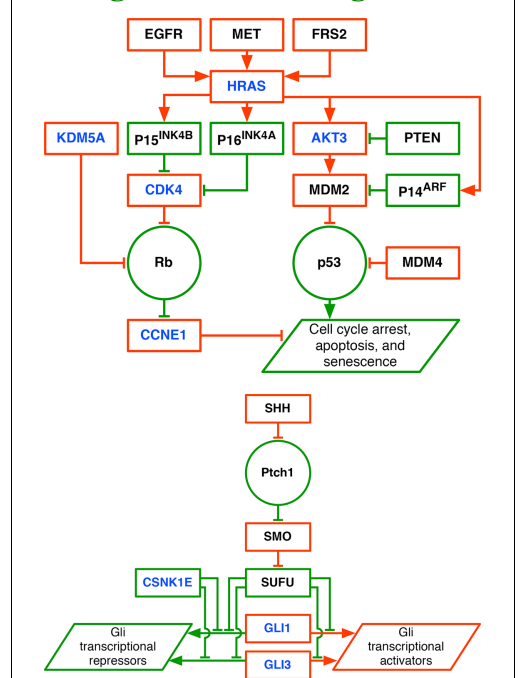 EGFR
MET
FRS2
HRAS
KDM5A
P15INK4B
P16INK4A
AKT3
PTEN
CDK4
MDM2
P14ARF
Rb
p53
MDM4
CCNE1
Cell cycle arrest,
apoptosis, and
senescence
SHH
Ptch1
SMO
CSNK1E
SUFU
Gli
transcriptional
repressors
GLI1
GLI3
Gli
transcriptional
activators